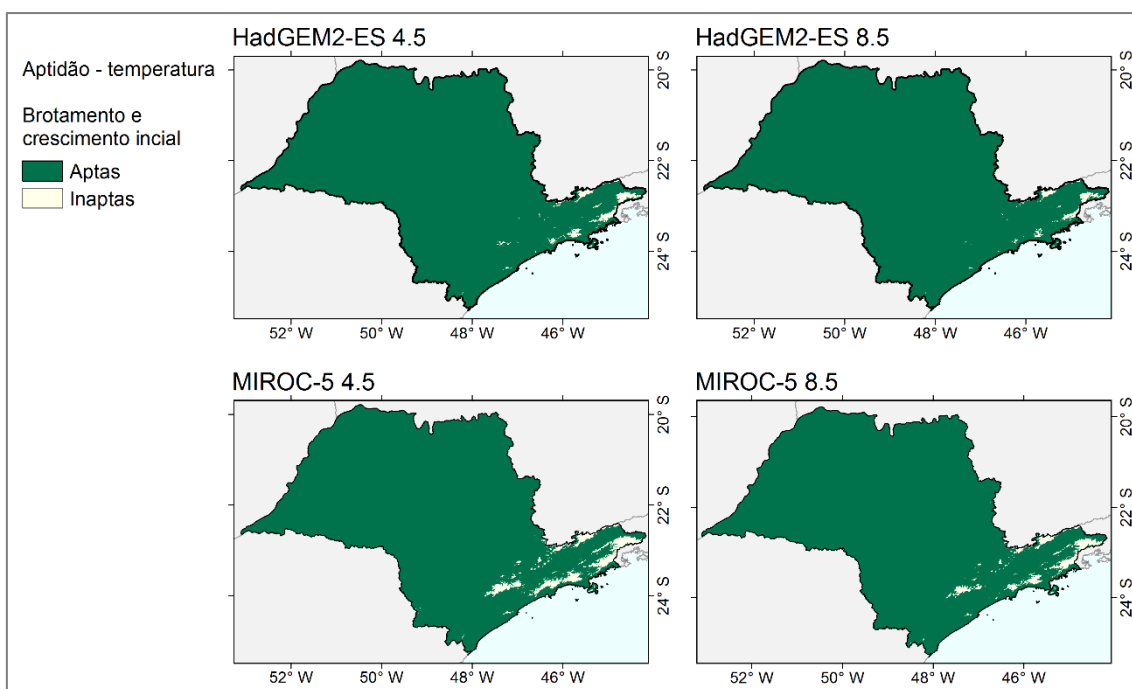 Aptidão - temperatura
Brotamento e
crescimento incial
Aptas
Inaptas
HadGEM2-ES 4.5
20° S
22° S
24° S
52° W 50° W 48° W 46° W
HadGEM2-ES 8.5
20° S
22° S
24° S
52° W 50° W 48° W 46° W
MIROC-5 4.5
20° S
22° S
24° S
52° W 50° W 48° W 46° W
MIROC-5 8.5
20° S
22° S
24° S
52° W 50° W 48° W 46° W